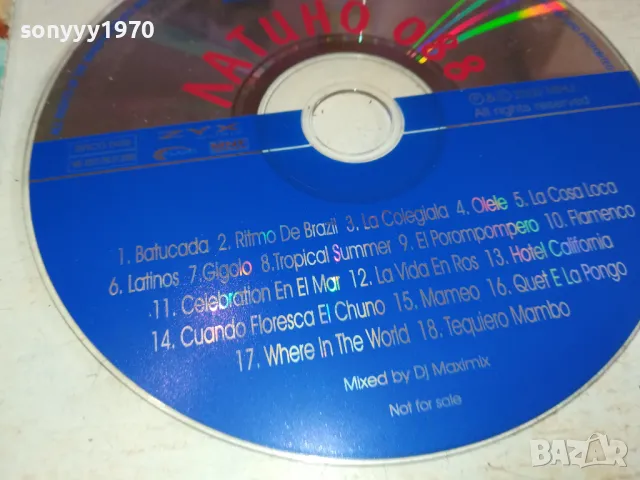 sonyyy1970
ЛАТИНО 088
All rights reserved
ZYX
1. Batucada 2. Ritmo De Brazil 3. La Colegiala 4. Olele 5. La Cosa Loca
6. Latinos 7.Gigolo 8.Tropical Summer 9. El Porompompero 10. Flamenco
11. Celebration En El Mar 12. La Vida En Ros 13. Hotel California
14. Cuando Floresca El Chuno 15. Mameo 16. Quet E La Pongo
17. Where In The World 18. Tequiero Mambo
Mixed by Dj Maximix
Not for sale
BAZAR
bg